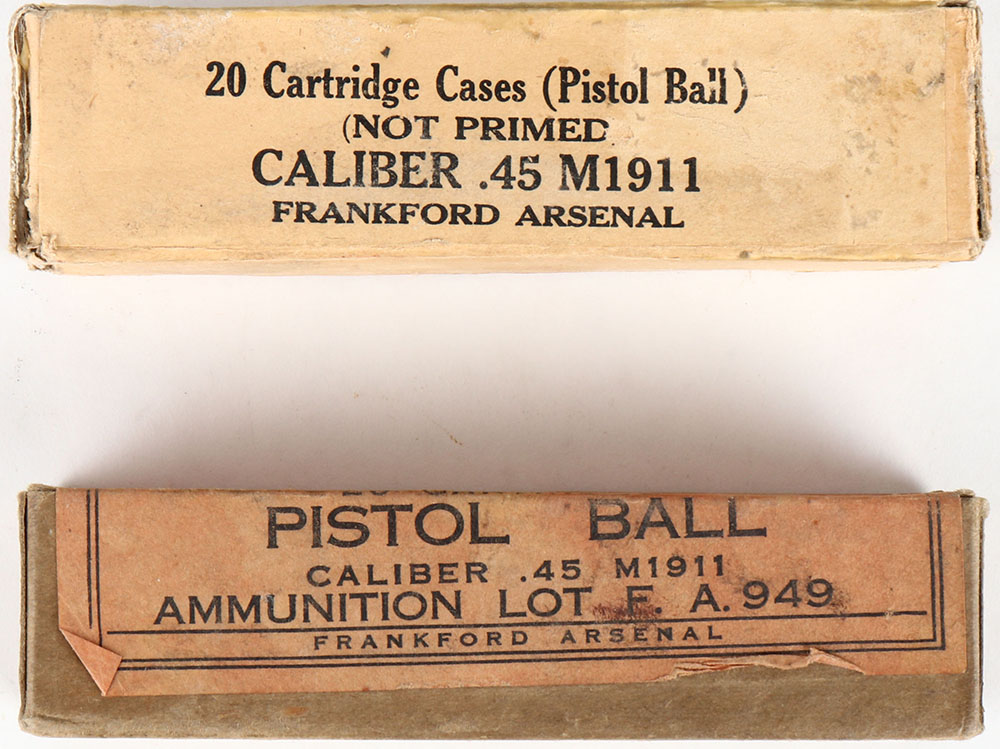 20 Cartridge Cases (Pistol Ball)
(NOT PRIMED
CALIBER .45 M1911
FRANKFORD ARSENAL
PISTOL BALL
CALIBER .45 M1911
AMMUNITION LOT F. A. 949
FRANKFORD ARSENAL